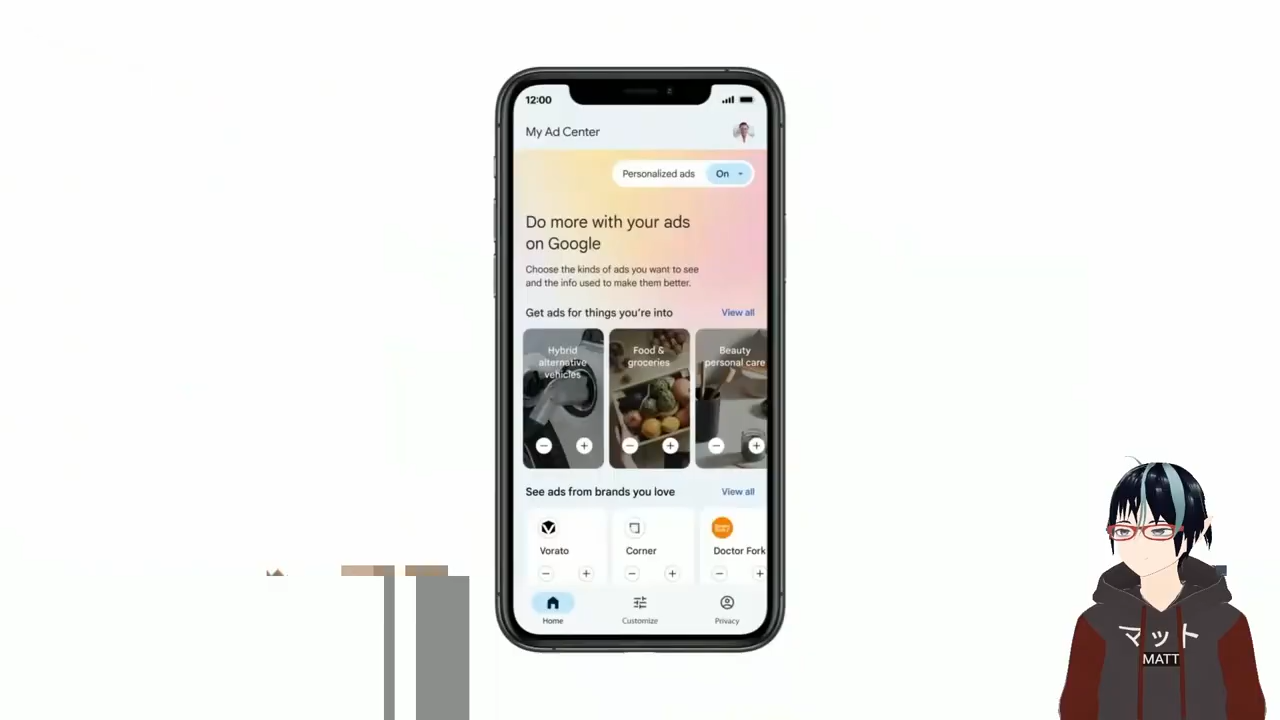 12:00
My Ad Center
Personalized ads On
Do more with your ads
on Google
Choose the kinds of ads you want to see
and the info used to make them better.
Get ads for things you're into View all
Hybrid
alternative
vehicles
Food &
groceries
Beauty
personal care
See ads from brands you love View all
Vorato
Corner
Doctor Fork
Home
Customize
Privacy
マット
MATT